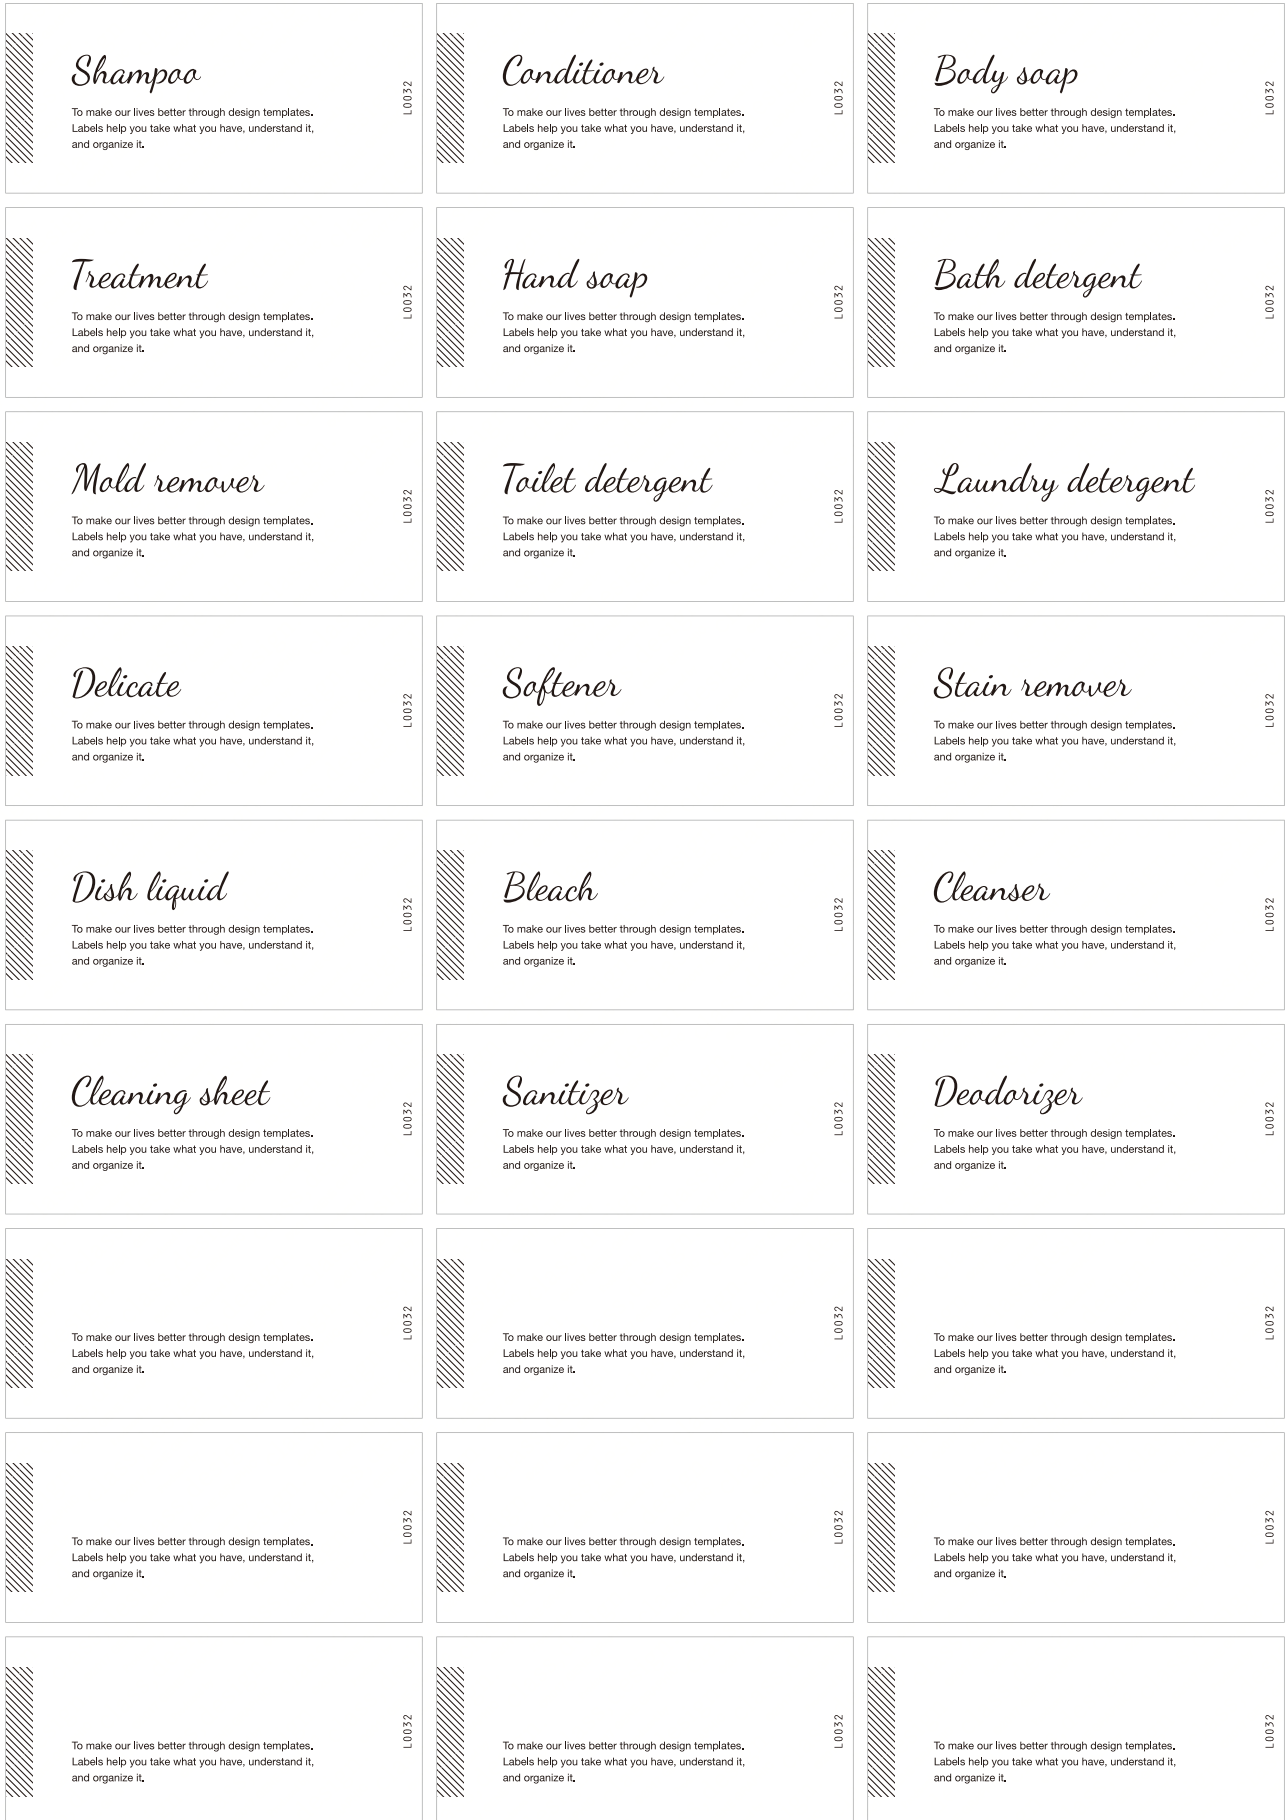 Shampoo
To make our lives better through design templates.
Labels help you take what you have, understand it,
and organize it.
L0032
Conditioner
To make our lives better through design templates.
Labels help you take what you have, understand it,
and organize it.
L0032
Body soap
To make our lives better through design templates.
Labels help you take what you have, understand it,
and organize it.
L0032
Treatment
To make our lives better through design templates.
Labels help you take what you have, understand it,
and organize it.
L0032
Hand soap
To make our lives better through design templates.
Labels help you take what you have, understand it,
and organize it.
L0032
Bath detergent
To make our lives better through design templates.
Labels help you take what you have, understand it,
and organize it.
L0032
Mold remover
To make our lives better through design templates.
Labels help you take what you have, understand it,
and organize it.
L0032
Toilet detergent
To make our lives better through design templates.
Labels help you take what you have, understand it,
and organize it.
L0032
Laundry detergent
To make our lives better through design templates.
Labels help you take what you have, understand it,
and organize it.
L0032
Delicate
To make our lives better through design templates.
Labels help you take what you have, understand it,
and organize it.
L0032
Softener
To make our lives better through design templates.
Labels help you take what you have, understand it,
and organize it.
L0032
Stain remover
To make our lives better through design templates.
Labels help you take what you have, understand it,
and organize it.
L0032
Dish liquid
To make our lives better through design templates.
Labels help you take what you have, understand it,
and organize it.
L0032
Bleach
To make our lives better through design templates.
Labels help you take what you have, understand it,
and organize it.
L0032
Cleanser
To make our lives better through design templates.
Labels help you take what you have, understand it,
and organize it.
L0032
Cleaning sheet
To make our lives better through design templates.
Labels help you take what you have, understand it,
and organize it.
L0032
Sanitizer
To make our lives better through design templates.
Labels help you take what you have, understand it,
and organize it.
L0032
Deodorizer
To make our lives better through design templates.
Labels help you take what you have, understand it,
and organize it.
L0032
To make our lives better through design templates.
Labels help you take what you have, understand it,
and organize it.
L0032
To make our lives better through design templates.
Labels help you take what you have, understand it,
and organize it.
L0032
To make our lives better through design templates.
Labels help you take what you have, understand it,
and organize it.
L0032
To make our lives better through design templates.
Labels help you take what you have, understand it,
and organize it.
L0032
To make our lives better through design templates.
Labels help you take what you have, understand it,
and organize it.
L0032
To make our lives better through design templates.
Labels help you take what you have, understand it,
and organize it.
L0032
To make our lives better through design templates.
Labels help you take what you have, understand it,
and organize it.
L0032
To make our lives better through design templates.
Labels help you take what you have, understand it,
and organize it.
L0032
To make our lives better through design templates.
Labels help you take what you have, understand it,
and organize it.
L0032